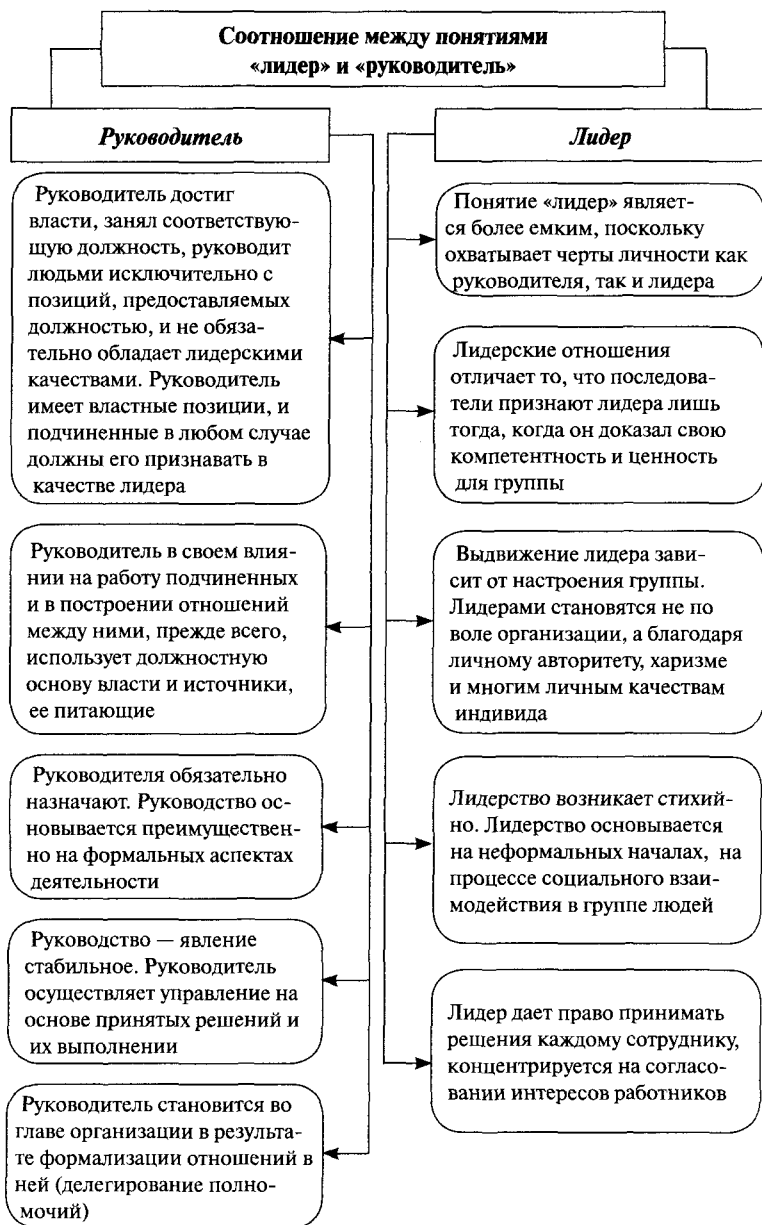 Соотношение между понятиями
«лидер» и «руководитель»
Руководитель
Руководитель достиг
власти, занял соответствую-
щую должность, руководит
людьми исключительно с
позиций, предоставляемых
должностью, и не обяза-
тельно обладает лидерскими
качествами. Руководитель
имеет властные позиции, и
подчиненные в любом случае
должны его признавать в
качестве лидера
Руководитель в своем влия-
нии на работу подчиненных
и в построении отношений
между ними, прежде всего,
использует должностную
основу власти и источники,
ее питающие
Руководителя обязательно
назначают. Руководство ос-
новывается преимуществен-
но на формальных аспектах
деятельности
Руководство — явление
стабильное. Руководитель
осуществляет управление на
основе принятых решений и
их выполнении
Руководитель становится во
главе организации в результа-
те формализации отношений в
ней (делегирование полно-
мочий)
Лидер
Понятие «лидер» являет-
ся более емким, поскольку
охватывает черты личности как
руководителя, так и лидера
Лидерские отношения
отличает то, что последова-
тели признают лидера лишь
тогда, когда он доказал свою
компетентность и ценность
для группы
Выдвижение лидера зави-
сит от настроения группы.
Лидерами становятся не по
воле организации, а благодаря
личному авторитету, харизме
и многим личным качествам
индивида
Лидерство возникает стихий-
но. Лидерство основывается
на неформальных началах, на
процессе социального взаи-
модействия в группе людей
Лидер дает право принимать
решения каждому сотруднику,
концентрируется на согласо-
вании интересов работников